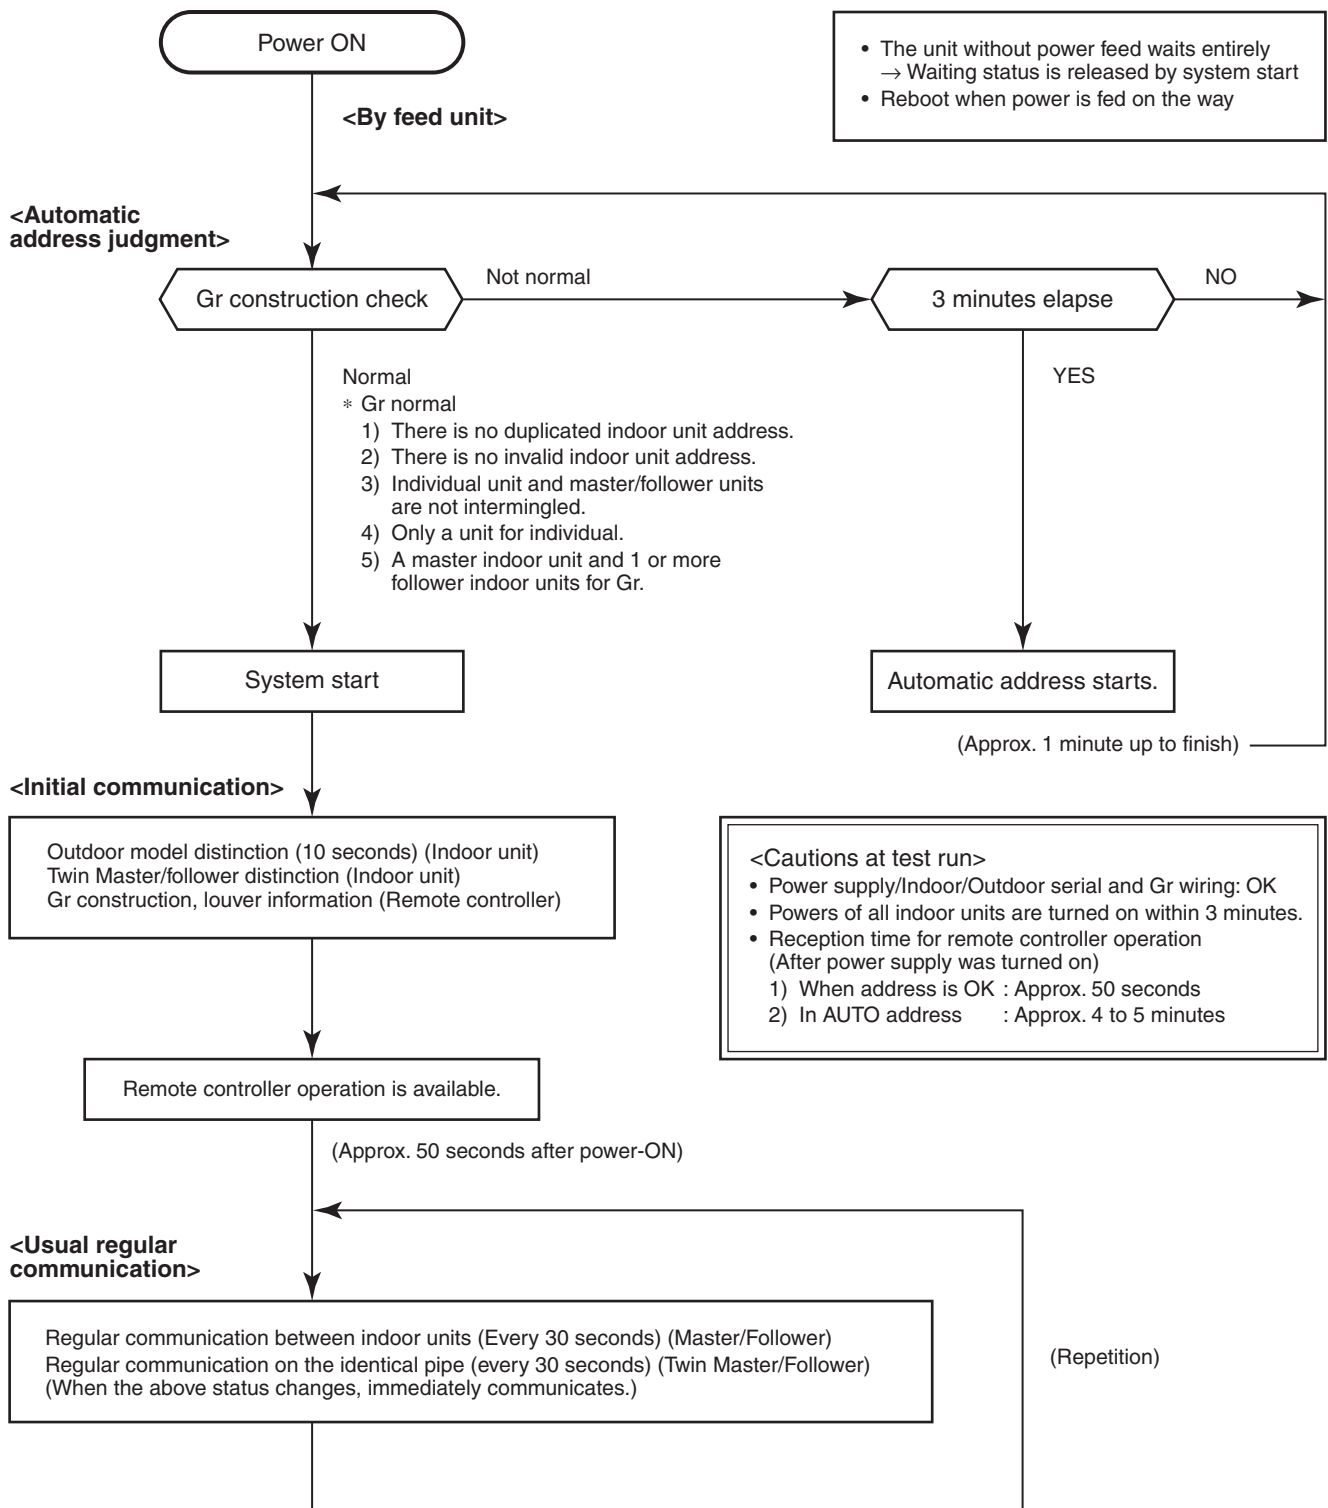 Power ON
• The unit without power feed waits entirely
→ Waiting status is released by system start
• Reboot when power is fed on the way
<By feed unit>
<Automatic
address judgment>
Gr construction check
Not normal
3 minutes elapse
NO
Normal
* Gr normal
1) There is no duplicated indoor unit address.
2) There is no invalid indoor unit address.
3) Individual unit and master/follower units
are not intermingled.
4) Only a unit for individual.
5) A master indoor unit and 1 or more
follower indoor units for Gr.
YES
System start
Automatic address starts.
(Approx. 1 minute up to finish)
<Initial communication>
Outdoor model distinction (10 seconds) (Indoor unit)
Twin Master/follower distinction (Indoor unit)
Gr construction, louver information (Remote controller)
<Cautions at test run>
• Power supply/Indoor/Outdoor serial and Gr wiring: OK
• Powers of all indoor units are turned on within 3 minutes.
• Reception time for remote controller operation
(After power supply was turned on)
1) When address is OK : Approx. 50 seconds
2) In AUTO address : Approx. 4 to 5 minutes
Remote controller operation is available.
(Approx. 50 seconds after power-ON)
<Usual regular
communication>
Regular communication between indoor units (Every 30 seconds) (Master/Follower)
Regular communication on the identical pipe (every 30 seconds) (Twin Master/Follower)
(When the above status changes, immediately communicates.)
(Repetition)